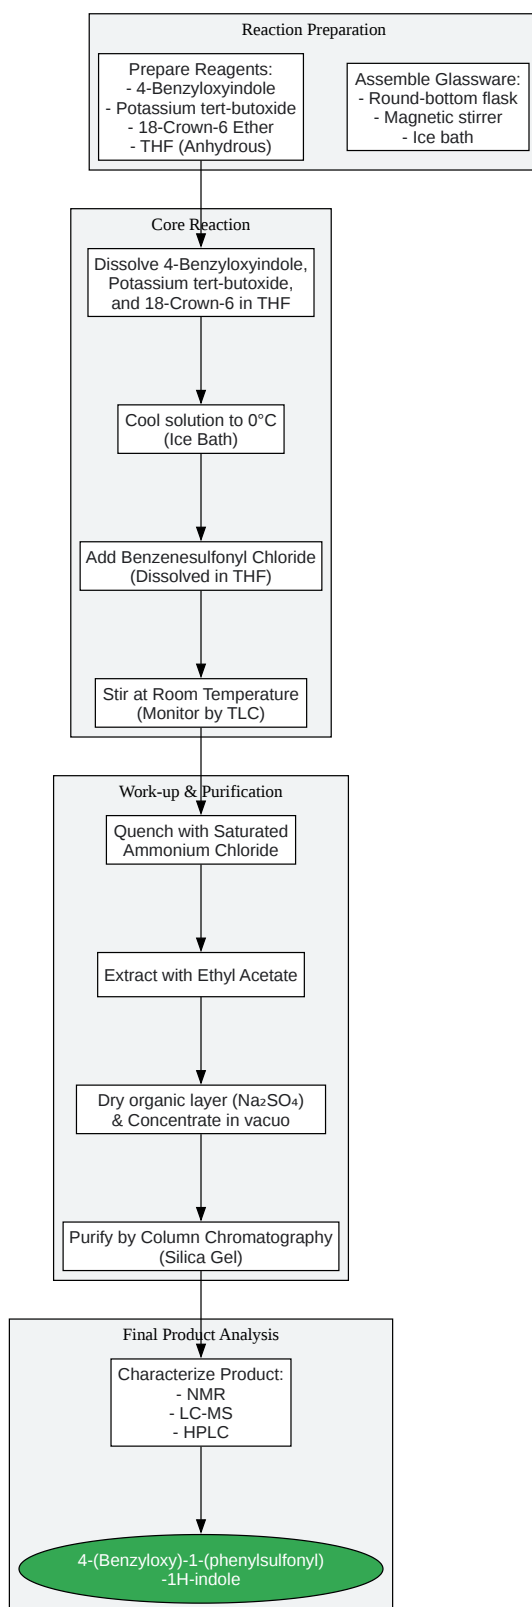 Reaction Preparation
Prepare Reagents:
- 4-Benzyloxyindole
- Potassium tert-butoxide
- 18-Crown-6 Ether
- THF (Anhydrous)
Assemble Glassware:
- Round-bottom flask
- Magnetic stirrer
- Ice bath
Core Reaction
Dissolve 4-Benzyloxyindole,
Potassium tert-butoxide,
and 18-Crown-6 in THF
Cool solution to 0°C
(Ice Bath)
Add Benzenesulfonyl Chloride
(Dissolved in THF)
Stir at Room Temperature
(Monitor by TLC)
Work-up & Purification
Quench with Saturated
Ammonium Chloride
Extract with Ethyl Acetate
Dry organic layer (Na₂SO₄)
& Concentrate in vacuo
Purify by Column Chromatography
(Silica Gel)
Final Product Analysis
Characterize Product:
- NMR
- LC-MS
- HPLC
4-(Benzyloxy)-1-(phenylsulfonyl)
-1H-indole